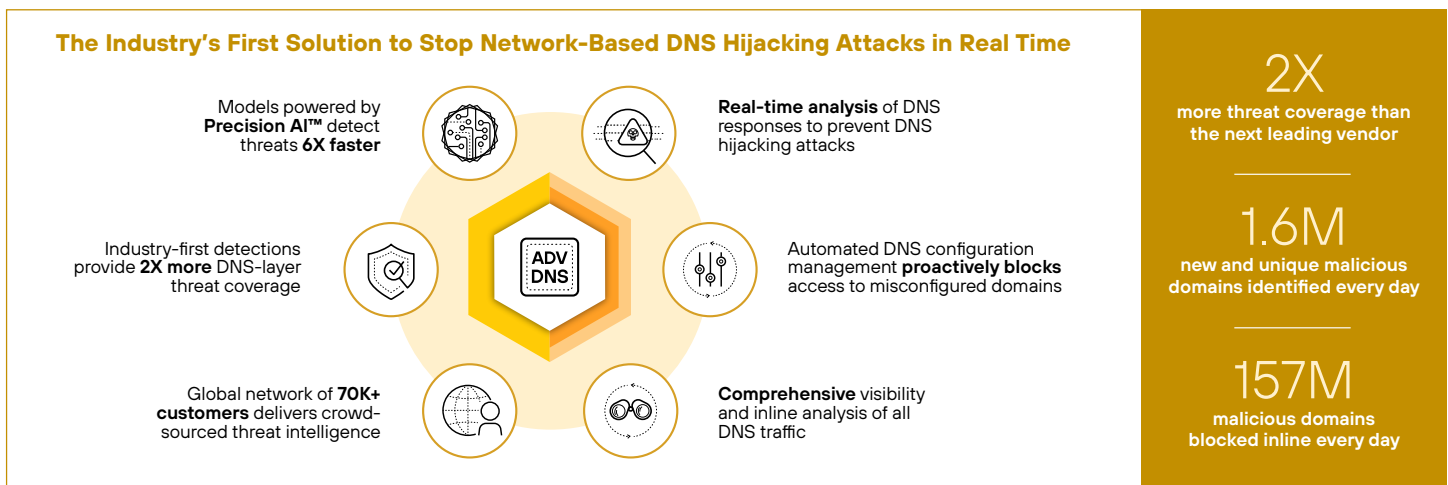 The Industry's First Solution to Stop Network-Based DNS Hijacking Attacks in Real Time
Models powered by
Precision AI™ detect
threats 6X faster
Real-time analysis of DNS
responses to prevent DNS
hijacking attacks
Industry-first detections
provide 2X more DNS-layer
threat coverage
ADV
DNS
Automated DNS configuration
management proactively blocks
access to misconfigured domains
Global network of 70K+
customers delivers crowd-
sourced threat intelligence
Comprehensive visibility
and inline analysis of all
DNS traffic
2X
more threat coverage than
the next leading vendor
1.6M
new and unique malicious
domains identified every day
157M
malicious domains
blocked inline every day